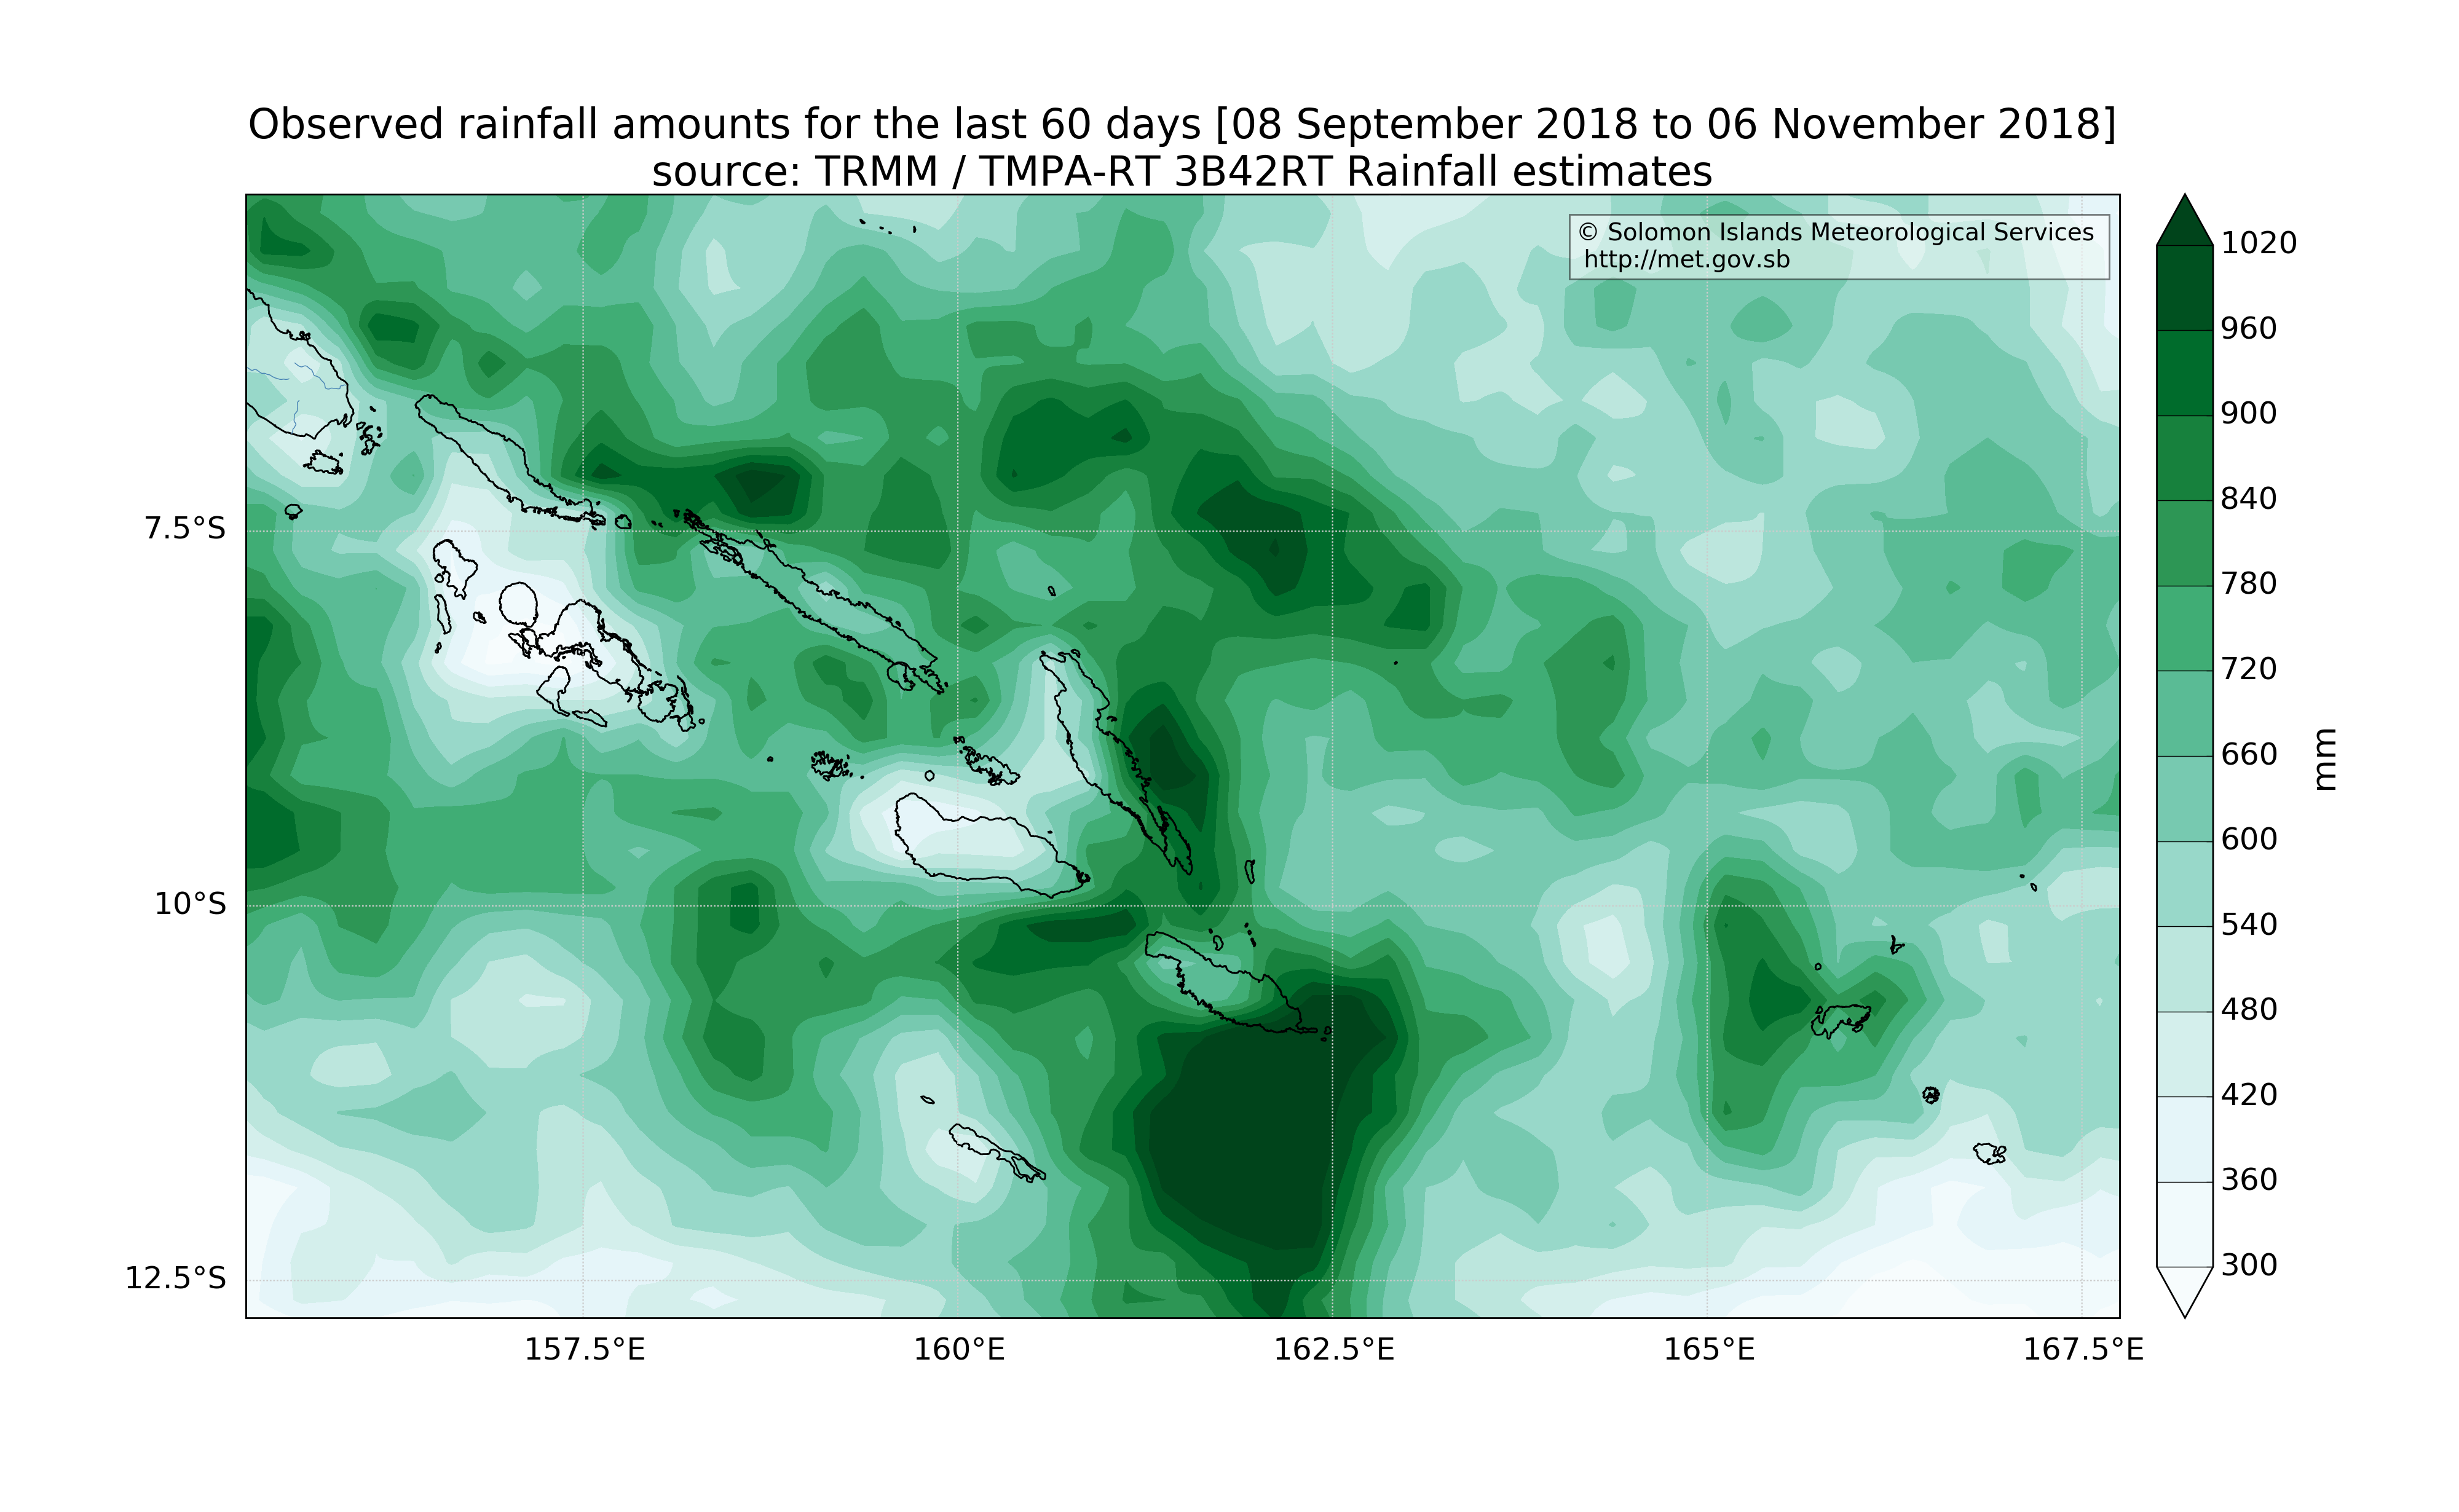 Observed rainfall amounts for the last 60 days [08 September 2018 to 06 November 2018]
source: TRMM / TMPA-RT 3B42RT Rainfall estimates
© Solomon Islands Meteorological Services
http://met.gov.sb
7.5°S
10°S
12.5°S
157.5°E
160°E
162.5°E
165°E
167.5°E
1020
960
900
840
780
720
660
600
540
480
420
360
300
mm